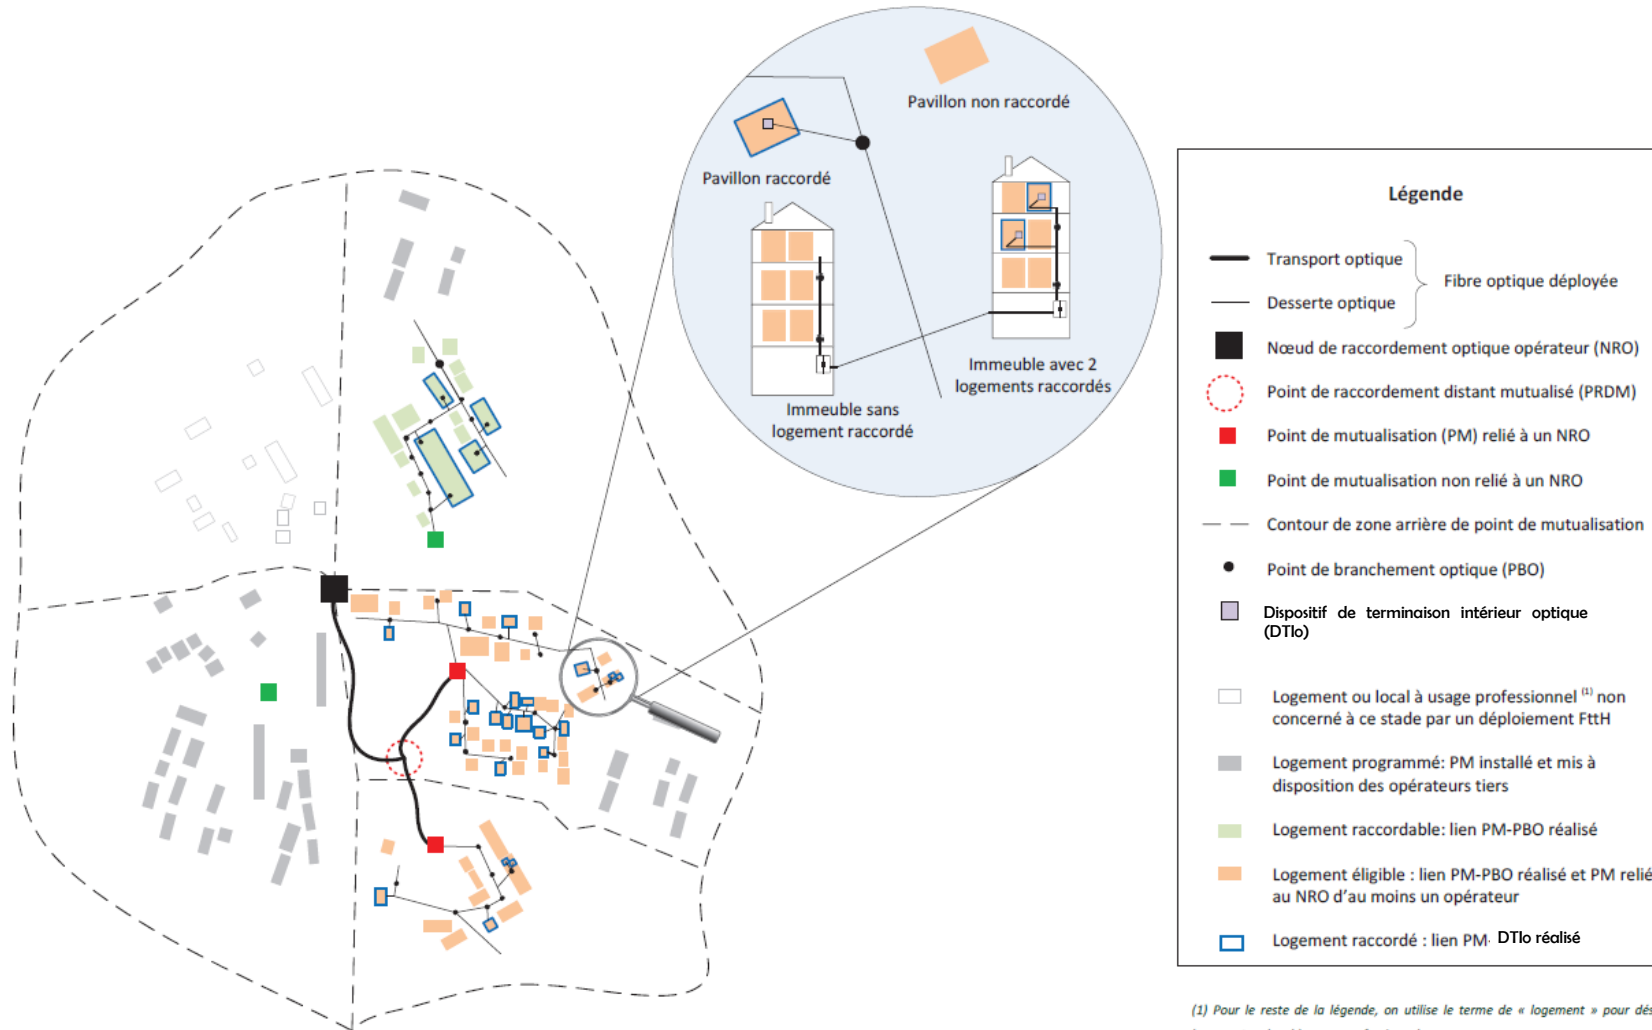 Pavillon non raccordé
Pavillon raccordé
Immeuble avec 2
logements raccordés
Immeuble sans
logement raccordé
Légende
Transport optique
Fibre optique déployée
Desserte optique
Nœud de raccordement optique opérateur (NRO)
Point de raccordement distant mutualisé (PRDM)
Point de mutualisation (PM) relié à un NRO
Point de mutualisation non relié à un NRO
Contour de zone arrière de point de mutualisation
Point de branchement optique (PBO)
Dispositif de terminaison intérieur optique
(DTIo)
Logement ou local à usage professionnel (1) non
concerné à ce stade par un déploiement FttH
Logement programmé: PM installé et mis à
disposition des opérateurs tiers
Logement raccordable: lien PM-PBO réalisé
Logement éligible : lien PM-PBO réalisé et PM relié
au NRO d'au moins un opérateur
Logement raccordé : lien PM- DTIo réalisé
(1) Pour le reste de la légende, on utilise le terme de « logement » pour dés